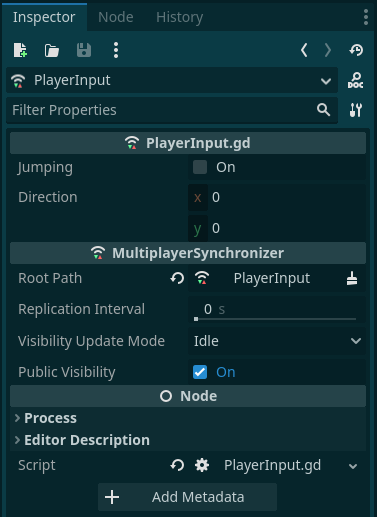 Inspector Node History
PlayerInput DOC
Filter Properties
PlayerInput.gd
Jumping On
Direction x 0
y 0
MultiplayerSynchronizer
Root Path PlayerInput
Replication Interval 0 s
Visibility Update Mode Idle
Public Visibility On
Node
Process
Editor Description
Script PlayerInput.gd
Add Metadata